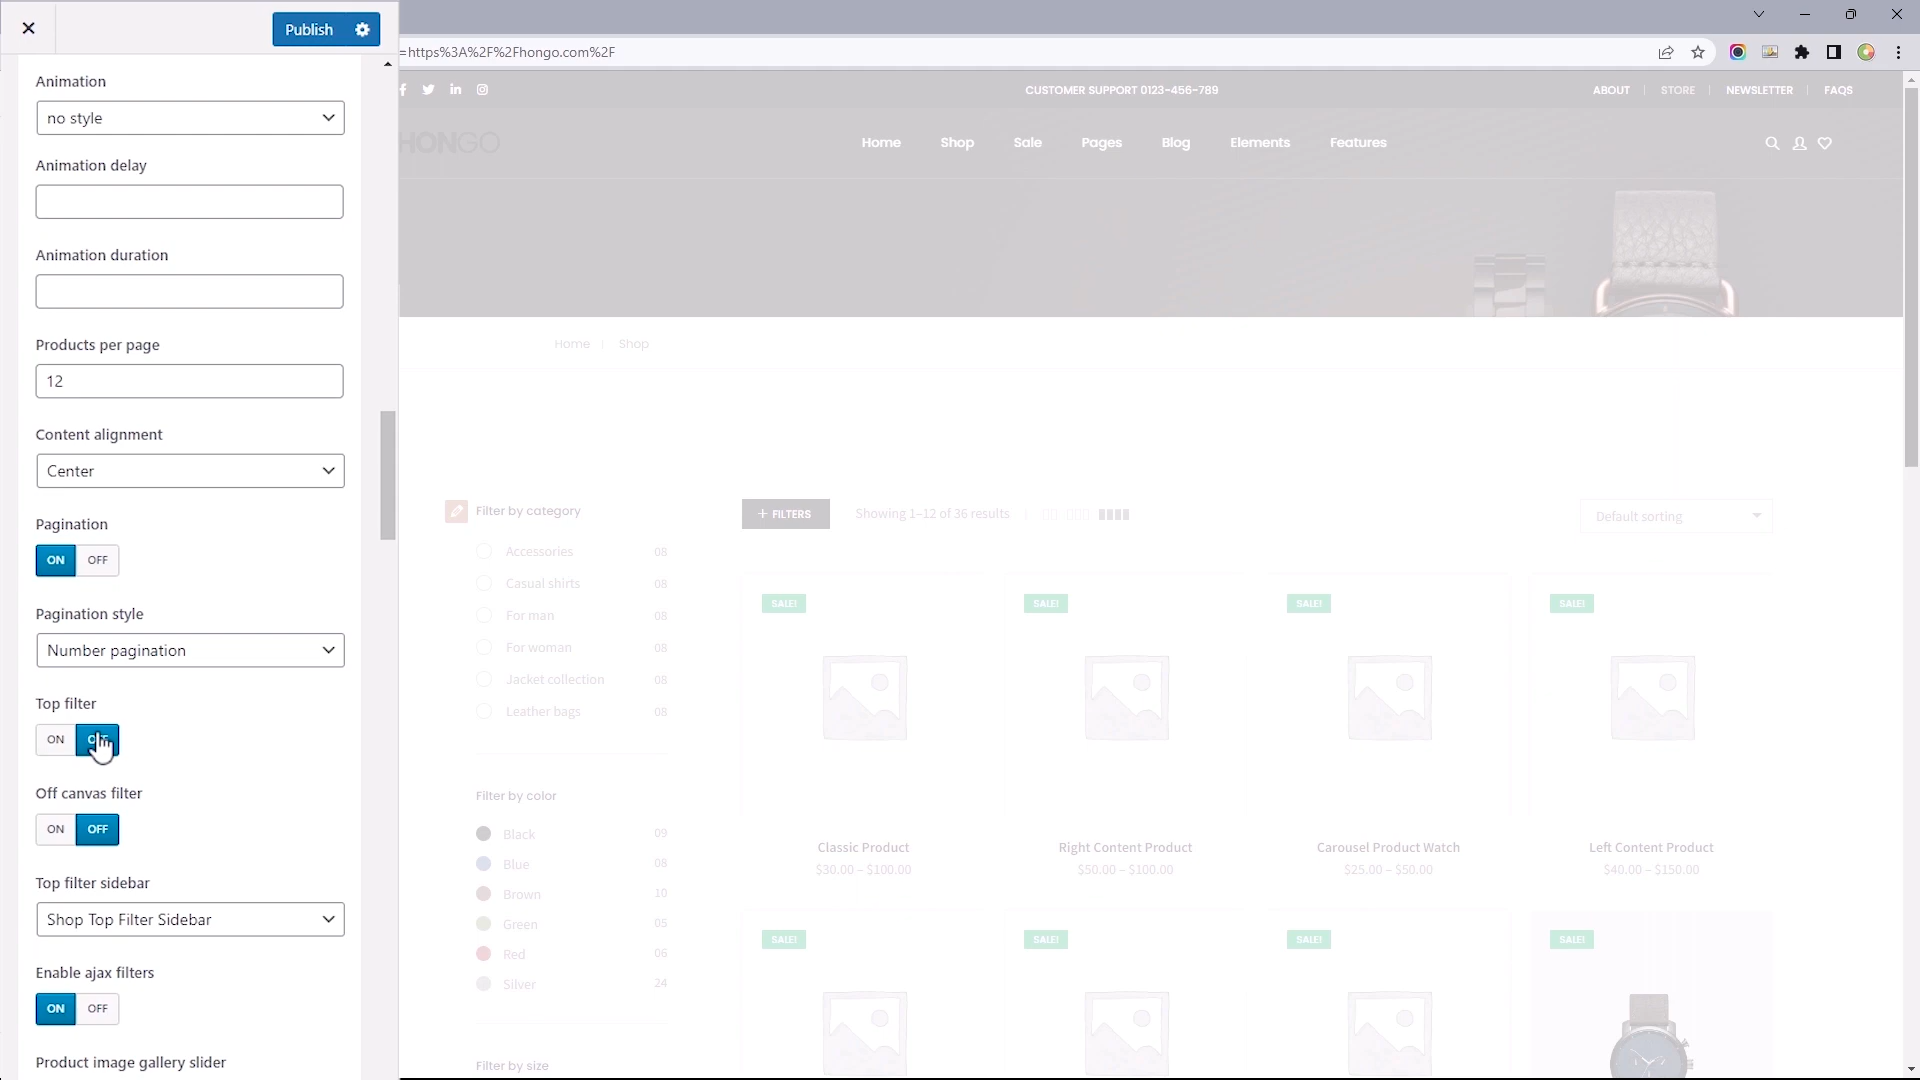 Publish
=https%3A%2F%2Fhongo.com%2F
Animation
no style
Animation delay
Animation duration
Products per page
12
Content alignment
Center
Pagination
ON OFF
Pagination style
Number pagination
Top filter
ON
Off canvas filter
ON OFF
Top filter sidebar
Shop Top Filter Sidebar
Enable ajax filters
ON OFF
Product image gallery slider
CUSTOMER SUPPORT 0123-456-789
ABOUT STORE NEWSLETTER FAQS
HONGO
Home Shop Sale Pages Blog Elements Features
Home Shop
Filter by category
Accessories 08
Casual shirts 08
For man 08
For woman 08
Jacket collection 08
Leather bags 08
Filter by color
Black 09
Blue 08
Brown 10
Green 05
Red 06
Silver 24
Filter by size
+ FILTERS Showing 1–12 of 36 results Default sorting
SALE! SALE! SALE! SALE!
Classic Product Right Content Product Carousel Product Watch Left Content Product
$30.00 – $100.00 $50.00 – $100.00 $25.00 – $50.00 $40.00 – $150.00
SALE! SALE! SALE! SALE!